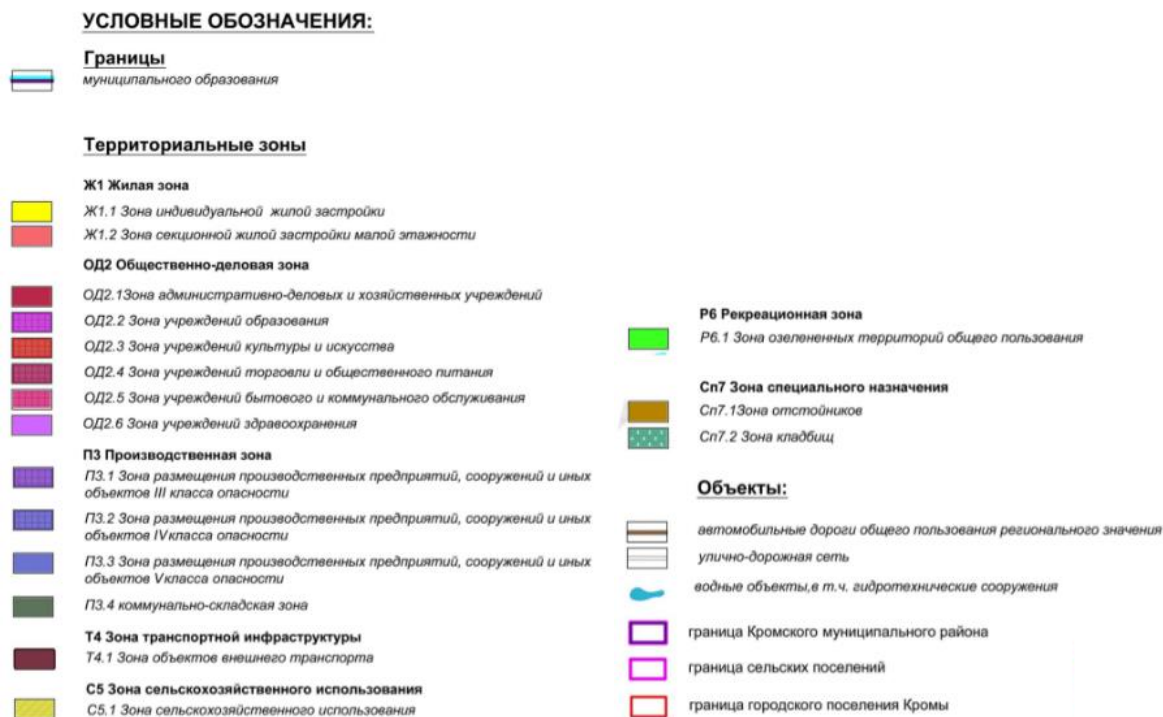 УСЛОВНЫЕ ОБОЗНАЧЕНИЯ:
Границы
муниципального образования
Территориальные зоны
Ж1 Жилая зона
Ж1.1 Зона индивидуальной жилой застройки
Ж1.2 Зона секционной жилой застройки малой этажности
ОД2 Общественно-деловая зона
ОД2.1Зона административно-деловых и хозяйственных учреждений
ОД2.2 Зона учреждений образования
ОД2.3 Зона учреждений культуры и искусства
ОД2.4 Зона учреждений торговли и общественного питания
ОД2.5 Зона учреждений бытового и коммунального обслуживания
ОД2.6 Зона учреждений здравоохранения
П3 Производственная зона
П3.1 Зона размещения производственных предприятий, сооружений и иных
объектов III класса опасности
П3.2 Зона размещения производственных предприятий, сооружений и иных
объектов IVкласса опасности
П3.3 Зона размещения производственных предприятий, сооружений и иных
объектов Vкласса опасности
П3.4 коммунально-складская зона
Т4 Зона транспортной инфраструктуры
Т4.1 Зона объектов внешнего транспорта
С5 Зона сельскохозяйственного использования
С5.1 Зона сельскохозяйственного использования
Р6 Рекреационная зона
Р6.1 Зона озелененных территорий общего пользования
Сп7 Зона специального назначения
Сп7.1Зона отстойников
Сп7.2 Зона кладбищ
Объекты:
автомобильные дороги общего пользования регионального значения
улично-дорожная сеть
водные объекты,в т.ч. гидротехнические сооружения
граница Кромского муниципального района
граница сельских поселений
граница городского поселения Кромы